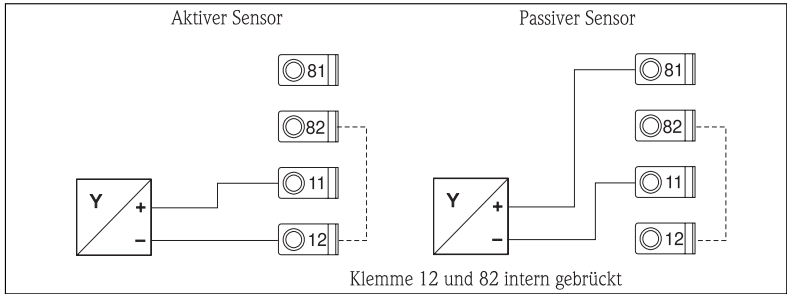 Aktiver Sensor
Passiver Sensor
81
81
82
82
Y
+
−
11
12
Y
+
−
11
12
Klemme 12 und 82 intern gebrückt